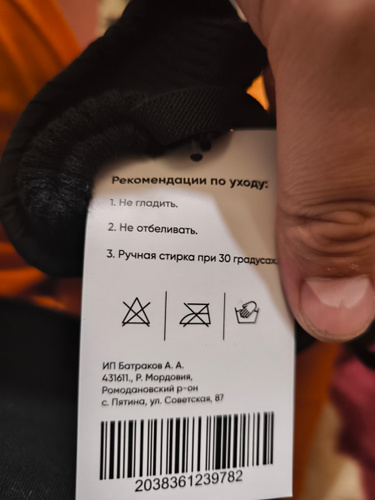 Рекомендации по уходу:
1. Не гладить.
2. Не отбеливать.
3. Ручная стирка при 30 градусах.
ИП Батраков А. А.
431611., Р. Мордовия,
Ромодановский р-он
с. Пятина, ул. Советская, 87
2038361239782